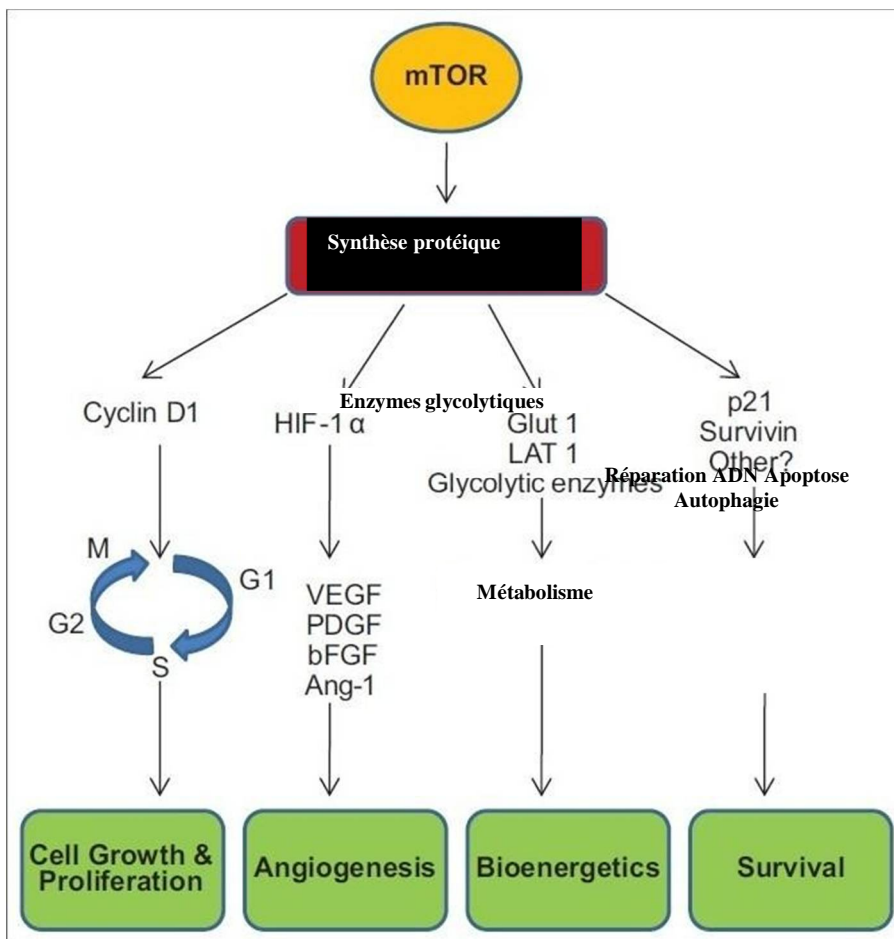 mTOR
Synthèse protéique
Cyclin D1
HIF-1 α
Enzymes glycolytiques
Glut 1
LAT 1
Glycolytic enzymes
p21
Survivin
Other?
Réparation ADN Apoptose
Autophagie
M
G1
G2
S
VEGF
PDGF
bFGF
Ang-1
Métabolisme
Cell Growth &
Proliferation
Angiogenesis
Bioenergetics
Survival